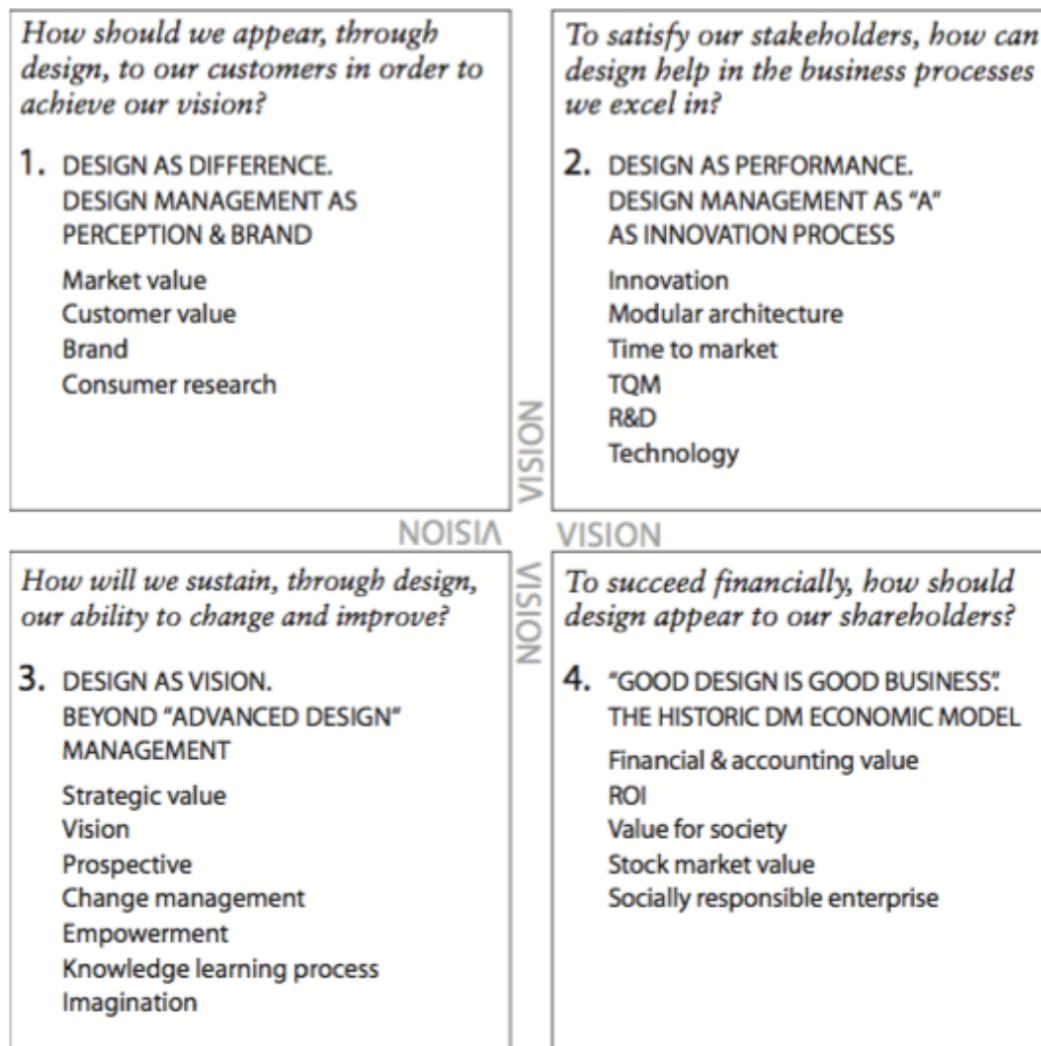 How should we appear, through
design, to our customers in order to
achieve our vision?
1. DESIGN AS DIFFERENCE.
DESIGN MANAGEMENT AS
PERCEPTION & BRAND
Market value
Customer value
Brand
Consumer research
To satisfy our stakeholders, how can
design help in the business processes
we excel in?
2. DESIGN AS PERFORMANCE.
DESIGN MANAGEMENT AS “A”
AS INNOVATION PROCESS
Innovation
Modular architecture
Time to market
TQM
R&D
Technology
VISION
VISION
VISION
VISION
How will we sustain, through design,
our ability to change and improve?
3. DESIGN AS VISION.
BEYOND “ADVANCED DESIGN”
MANAGEMENT
Strategic value
Vision
Prospective
Change management
Empowerment
Knowledge learning process
Imagination
To succeed financially, how should
design appear to our shareholders?
4. “GOOD DESIGN IS GOOD BUSINESS”.
THE HISTORIC DM ECONOMIC MODEL
Financial & accounting value
ROI
Value for society
Stock market value
Socially responsible enterprise